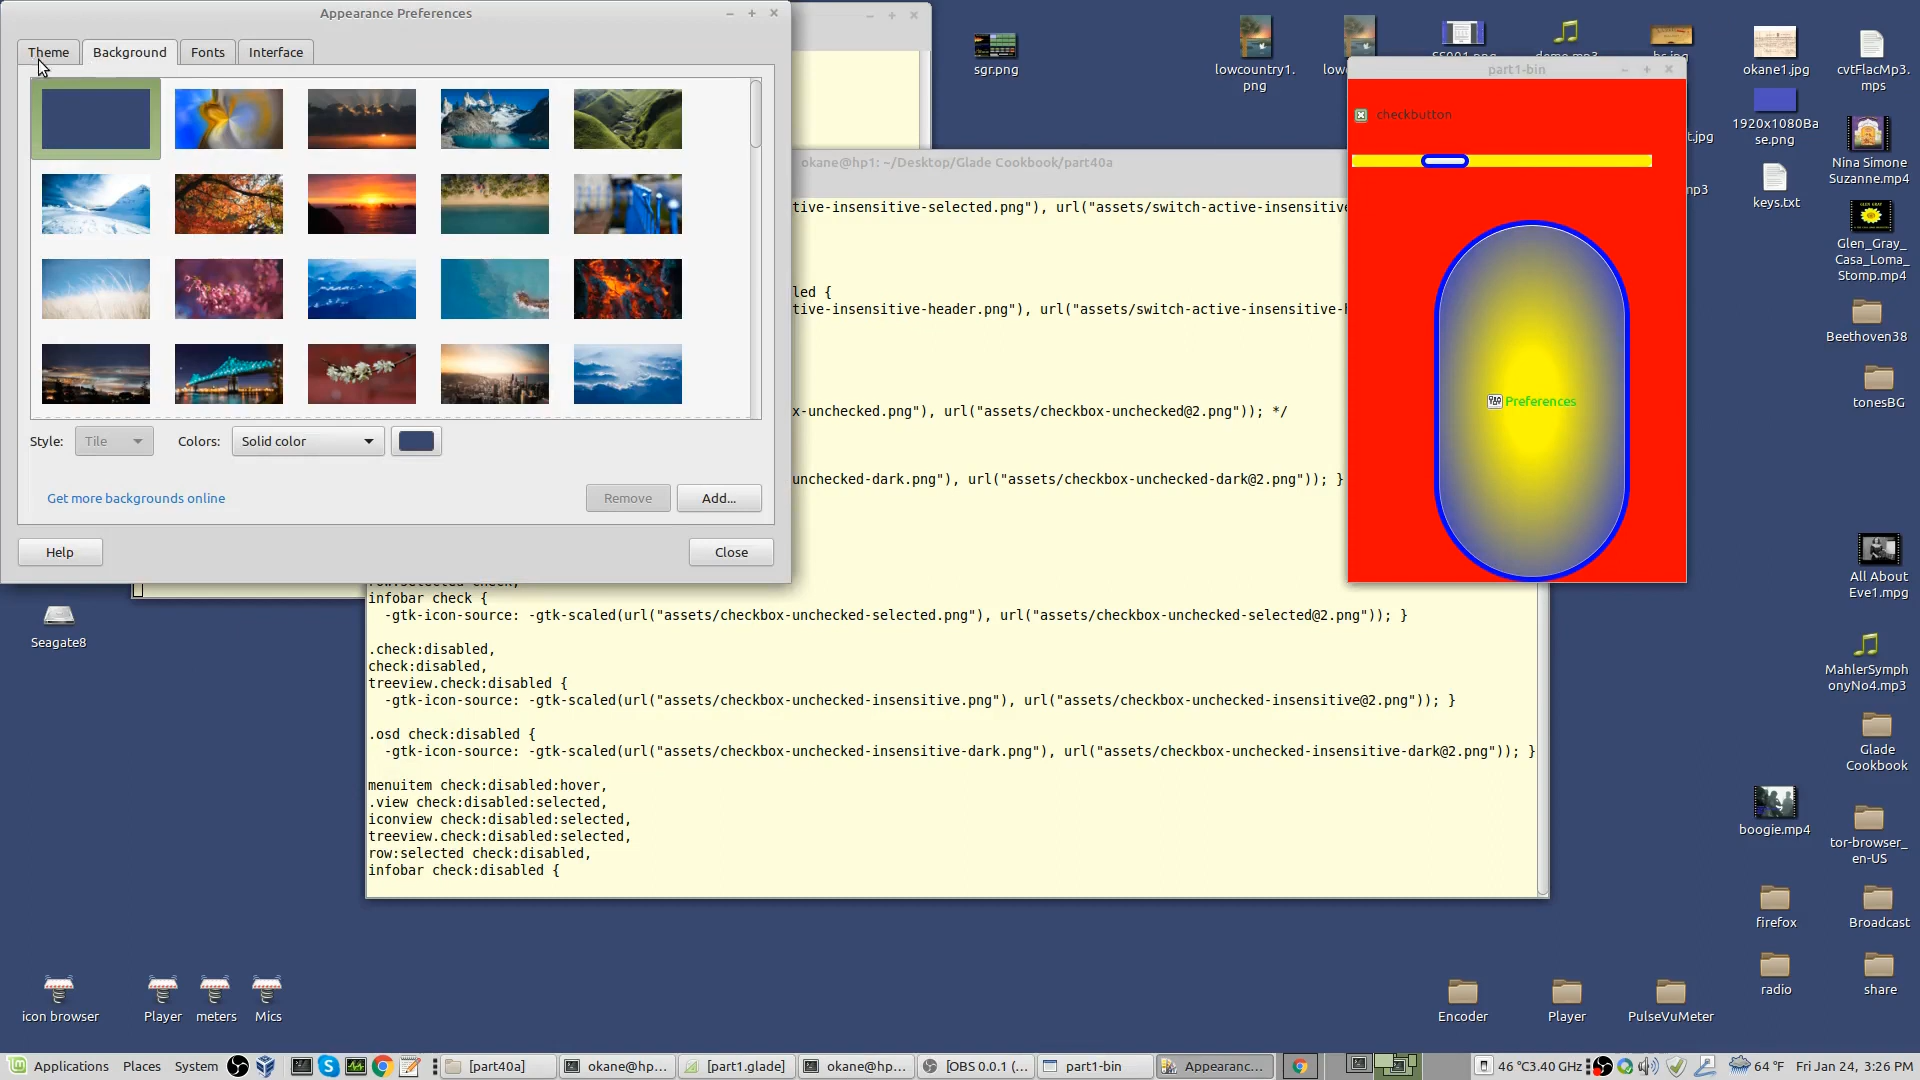 Appearance Preferences
Theme
Background
Fonts
Interface
Style:
Tile
Colors:
Solid color
Get more backgrounds online
Remove
Add...
Help
Close
okane@hp1: ~/Desktop/Glade Cookbook/part40a
tive-insensitive-selected.png"), url("assets/switch-active-insensitive
led {
tive-insensitive-header.png"), url("assets/switch-active-insensitive-h
x-unchecked.png"), url("assets/checkbox-unchecked@2.png")); */
unchecked-dark.png"), url("assets/checkbox-unchecked-dark@2.png")); }
row:selected check,
infobar check {
-gtk-icon-source: -gtk-scaled(url("assets/checkbox-unchecked-selected.png"), url("assets/checkbox-unchecked-selected@2.png")); }
.check:disabled,
check:disabled,
treeview.check:disabled {
-gtk-icon-source: -gtk-scaled(url("assets/checkbox-unchecked-insensitive.png"), url("assets/checkbox-unchecked-insensitive@2.png")); }
.osd check:disabled {
-gtk-icon-source: -gtk-scaled(url("assets/checkbox-unchecked-insensitive-dark.png"), url("assets/checkbox-unchecked-insensitive-dark@2.png")); }
menuitem check:disabled:hover,
.view check:disabled:selected,
iconview check:disabled:selected,
treeview.check:disabled:selected,
row:selected check:disabled,
infobar check:disabled {
part1-bin
checkbutton
Preferences
sgr.png
lowcountry1.
png
low
demo.mp3
okane1.jpg
cvtFlacMp3.
mps
1920x1080Ba
se.png
t.jpg
Nina Simone
Suzanne.mp4
mp3
keys.txt
Glen_Gray_
Casa_Loma_
Stomp.mp4
Beethoven38
tonesBG
All About
Eve1.mpg
MahlerSymph
onyNo4.mp3
Glade
Cookbook
boogie.mp4
tor-browser_
en-US
firefox
Broadcast
radio
share
Encoder
Player
PulseVuMeter
Seagate8
icon browser
Player
meters
Mics
Applications
Places
System
[part40a]
okane@hp...
[part1.glade]
okane@hp...
[OBS 0.0.1 (...
part1-bin
Appearanc...
46 °C
3.40 GHz
64 °F
Fri Jan 24, 3:26 PM